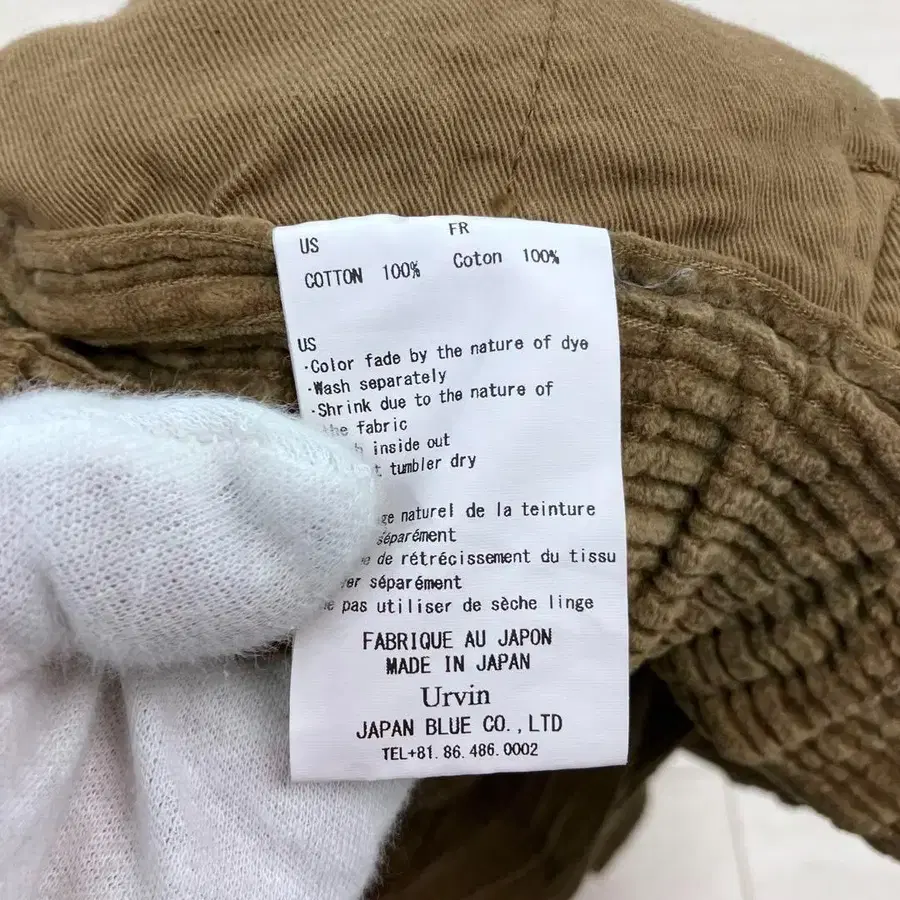 US FR
COTTON 100% Coton 100%
US
·Color fade by the nature of dye
·Wash separately
·Shrink due to the nature of
the fabric
inside out
tumbler dry
naturel de la teinture
séparément
de rétrécissement du tissu
séparément
pas utiliser de sèche linge
FABRIQUE AU JAPON
MADE IN JAPAN
Urvin
JAPAN BLUE CO.,LTD
TEL+81.86.486.0002